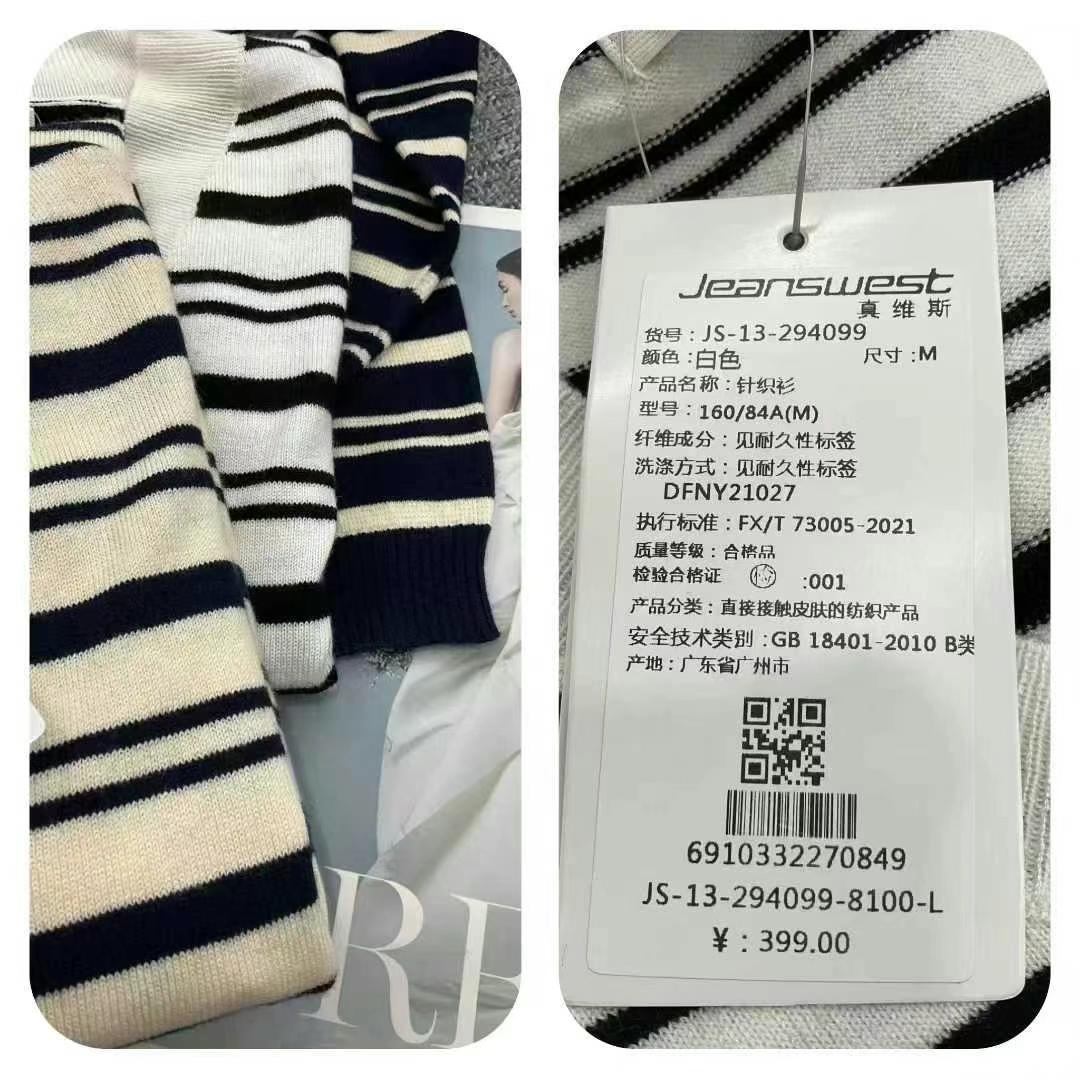 RE
Jeanswest
真维斯
货号：JS-13-294099
颜色：白色 尺寸：M
产品名称：针织衫
型号：160/84A(M)
纤维成分：见耐久性标签
洗涤方式：见耐久性标签
DFNY21027
执行标准：FX/T 73005-2021
质量等级：合格品
检验合格证 检 :001
产品分类：直接接触皮肤的纺织产品
安全技术类别：GB 18401-2010 B类
产地：广东省广州市
6910332270849
JS-13-294099-8100-L
¥：399.00